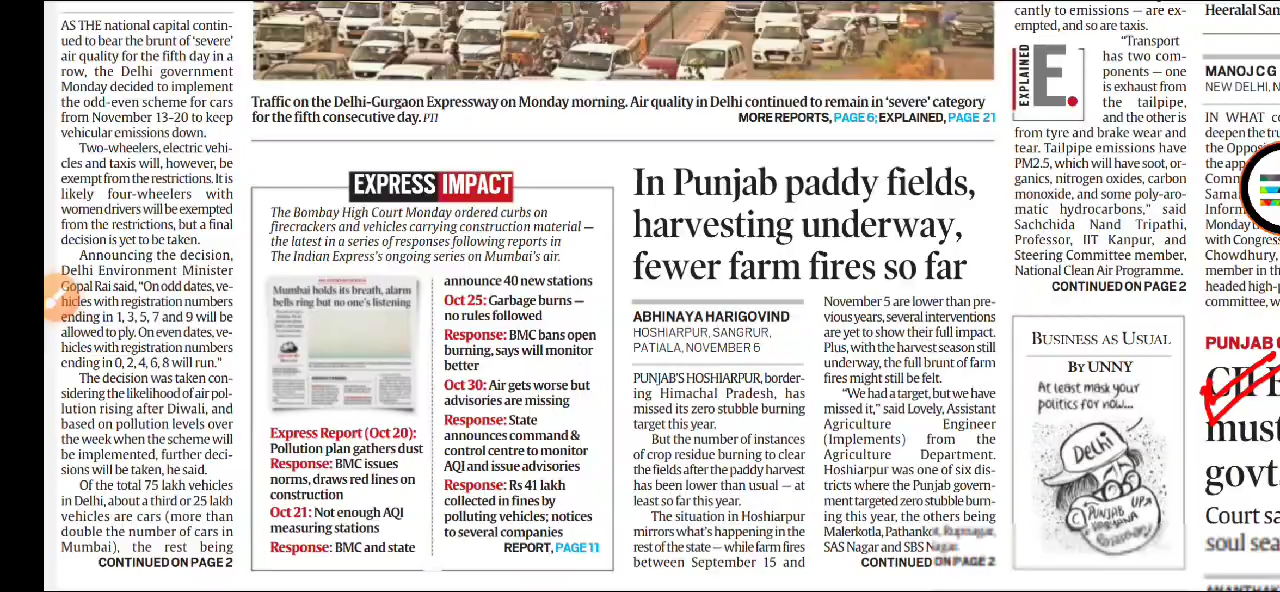 AS THE national capital contin-
ued to bear the brunt of ‘severe’
air quality for the fifth day in a
row, the Delhi government
Monday decided to implement
the odd-even scheme for cars
from November 13-20 to keep
vehicular emissions down.
Two-wheelers, electric vehi-
cles and taxis will, however, be
exempt from the restrictions. It is
likely four-wheelers with
women drivers will be exempted
from the restrictions, but a final
decision is yet to be taken.
Announcing the decision,
Delhi Environment Minister
Gopal Rai said, "On odd dates, ve-
hicles with registration numbers
ending in 1, 3, 5, 7 and 9 will be
allowed to ply. On even dates, ve-
hicles with registration numbers
ending in 0, 2, 4, 6, 8 will run."
The decision was taken con-
sidering the likelihood of air pol-
lution rising after Diwali, and
based on pollution levels over
the week when the scheme will
be implemented, further deci-
sions will be taken, he said.
Of the total 75 lakh vehicles
in Delhi, about a third or 25 lakh
vehicles are cars (more than
double the number of cars in
Mumbai), the rest being
CONTINUED ON PAGE 2
Traffic on the Delhi-Gurgaon Expressway on Monday morning. Air quality in Delhi continued to remain in ‘severe’ category
for the fifth consecutive day. PTI
MORE REPORTS, PAGE 6; EXPLAINED, PAGE 21
EXPRESS IMPACT
The Bombay High Court Monday ordered curbs on
firecrackers and vehicles carrying construction material —
the latest in a series of responses following reports in
The Indian Express's ongoing series on Mumbai's air.
Mumbai holds its breath, alarm
bells ring but no one's listening
Express Report (Oct 20):
Pollution plan gathers dust
Response: BMC issues
norms, draws red lines on
construction
Oct 21: Not enough AQI
measuring stations
Response: BMC and state
announce 40 new stations
Oct 25: Garbage burns —
no rules followed
Response: BMC bans open
burning, says will monitor
better
Oct 30: Air gets worse but
advisories are missing
Response: State
announces command &
control centre to monitor
AQI and issue advisories
Response: Rs 41 lakh
collected in fines by
polluting vehicles; notices
to several companies
REPORT, PAGE 11
In Punjab paddy fields,
harvesting underway,
fewer farm fires so far
ABHINAYA HARIGOVIND
HOSHIARPUR, SANGRUR,
PATIALA, NOVEMBER 6
PUNJAB'S HOSHIARPUR, border-
ing Himachal Pradesh, has
missed its zero stubble burning
target this year.
But the number of instances
of crop residue burning to clear
the fields after the paddy harvest
has been lower than usual — at
least so far this year.
The situation in Hoshiarpur
mirrors what's happening in the
rest of the state — while farm fires
between September 15 and
November 5 are lower than pre-
vious years, several interventions
are yet to show their full impact.
Plus, with the harvest season still
underway, the full brunt of farm
fires might still be felt.
"We had a target, but we have
missed it," said Lovely, Assistant
Agriculture Engineer
(Implements) from the
Agriculture Department.
Hoshiarpur was one of six dis-
tricts where the Punjab govern-
ment targeted zero stubble burn-
ing this year, the others being
Malerkotla, Pathankot, Rupnagar,
SAS Nagar and SBS Nagar.
CONTINUED ON PAGE 2
cantly to emissions — are ex-
empted, and so are taxis.
EXPLAINED
E.
"Transport
has two com-
ponents — one
is exhaust from
the tailpipe,
and the other is
from tyre and brake wear and
tear. Tailpipe emissions have
PM2.5, which will have soot, or-
ganics, nitrogen oxides, carbon
monoxide, and some poly-aro-
matic hydrocarbons," said
Sachchida Nand Tripathi,
Professor, IIT Kanpur, and
Steering Committee member,
National Clean Air Programme.
CONTINUED ON PAGE 2
BUSINESS AS USUAL
BY UNNY
At least mask your
politics for now...
Delhi
PUNJAB
UP
Heeralal Sam
MANOJ C G
NEW DELHI, N
IN WHAT co
deepen the tru
the Oppos
the app
Comm
Samal
Inform
Monday t
with Congres
Chowdhury,
member in th
headed high-p
committee, w
PUNJAB G
must
govt
Court sa
soul sea